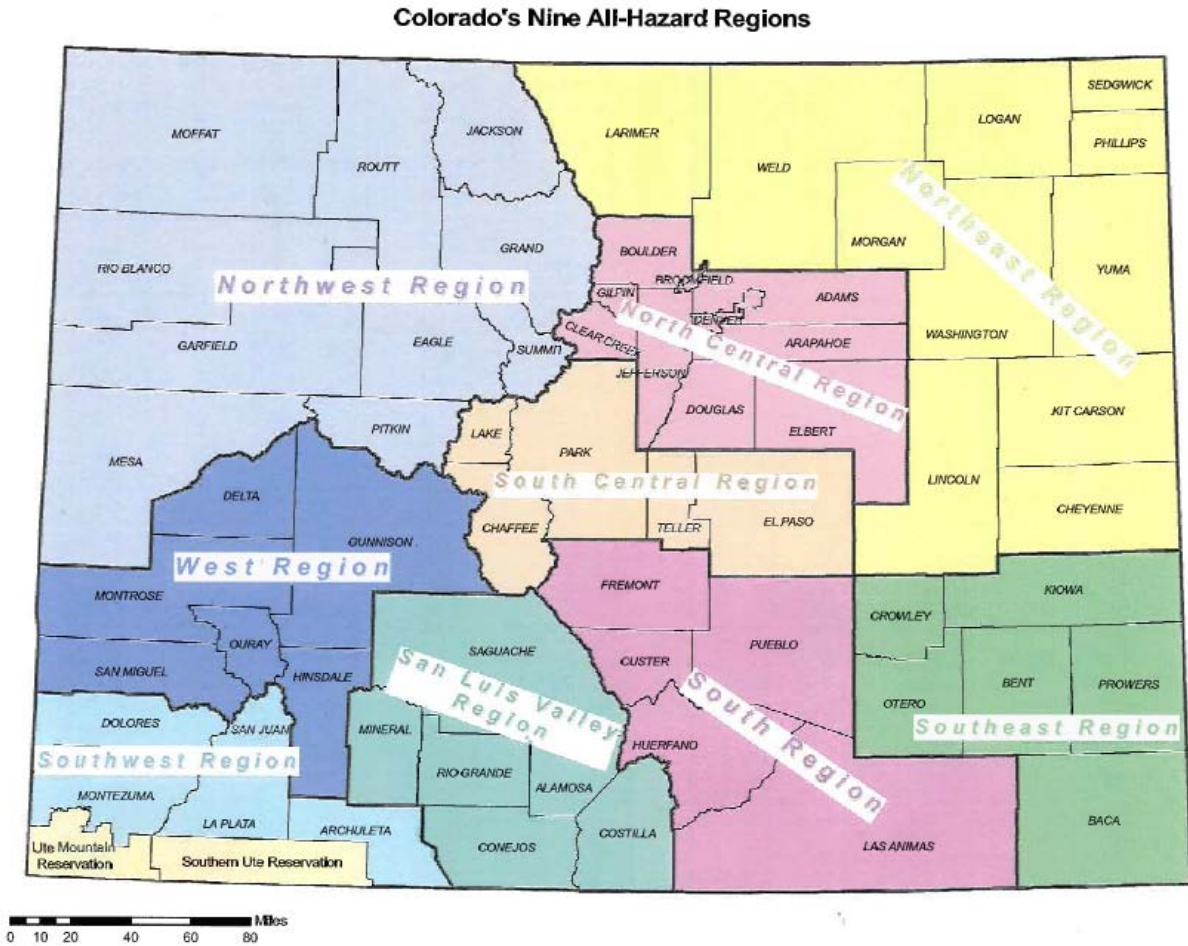 Colorado's Nine All-Hazard Regions
MOFFAT
ROUTT
JACKSON
LARIMER
WELD
LOGAN
SEDGWICK
PHILLIPS
MORGAN
Northeast Region
YUMA
GRAND
BOULDER
RIO BLANCO
Northwest Region
BROOMFIELD
GILPIN
ADAMS
DENVER
North Central Region
WASHINGTON
GARFIELD
EAGLE
SUMMIT
CLEAR CREEK
ARAPAHOE
JEFFERSON
DOUGLAS
ELBERT
KIT CARSON
MESA
PITKIN
LAKE
PARK
LINCOLN
South Central Region
DELTA
CHAFFEE
TELLER
EL PASO
CHEYENNE
GUNNISON
West Region
FREMONT
KIOWA
MONTROSE
CROWLEY
OURAY
SAGUACHE
PUEBLO
SAN MIGUEL
HINSDALE
San Luis Valley
Region
CUSTER
South Region
BENT
PROWERS
OTERO
DOLORES
SAN JUAN
MINERAL
Southeast Region
HUERFANO
Southwest Region
RIO GRANDE
ALAMOSA
MONTEZUMA
LA PLATA
ARCHULETA
COSTILLA
BACA
CONEJOS
LAS ANIMAS
Ute Mountain
Reservation
Southern Ute Reservation
Miles
0 10 20 40 60 80